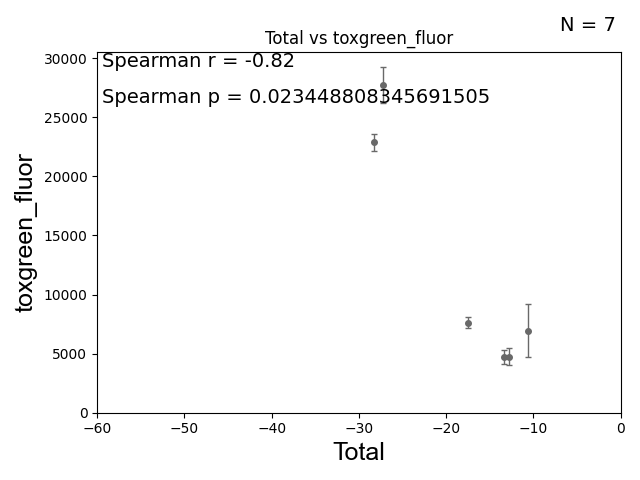 N = 7
Total vs toxgreen_fluor
Spearman r = -0.82
Spearman p = 0.023448808345691505
toxgreen_fluor
30000
25000
20000
15000
10000
5000
0
−60 −50 −40 −30 −20 −10 0
Total